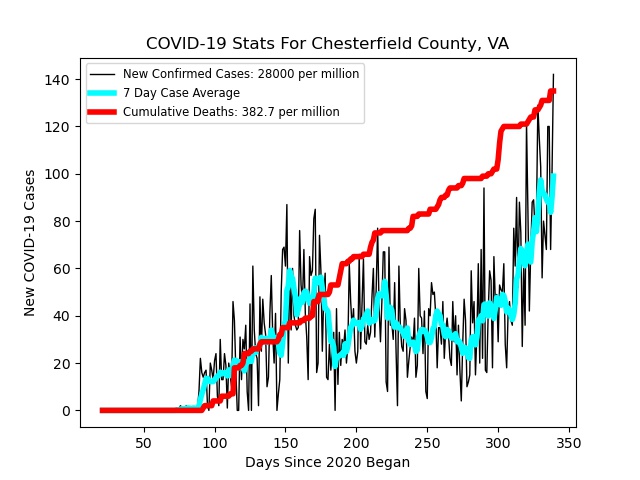 COVID-19 Stats For Chesterfield County, VA
New Confirmed Cases: 28000 per million
7 Day Case Average
Cumulative Deaths: 382.7 per million
New COVID-19 Cases
140
120
100
80
60
40
20
0
50
100
150
200
250
300
350
Days Since 2020 Began